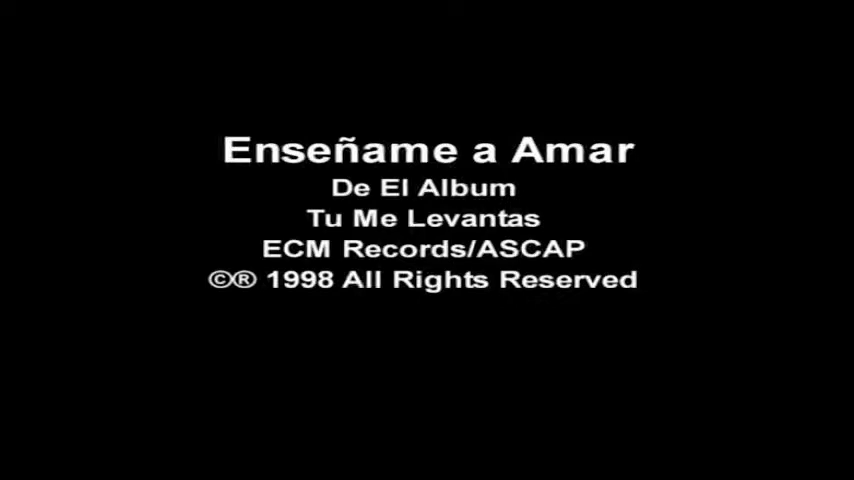 Enseñame a Amar
De El Album
Tu Me Levantas
ECM Records/ASCAP
©® 1998 All Rights Reserved